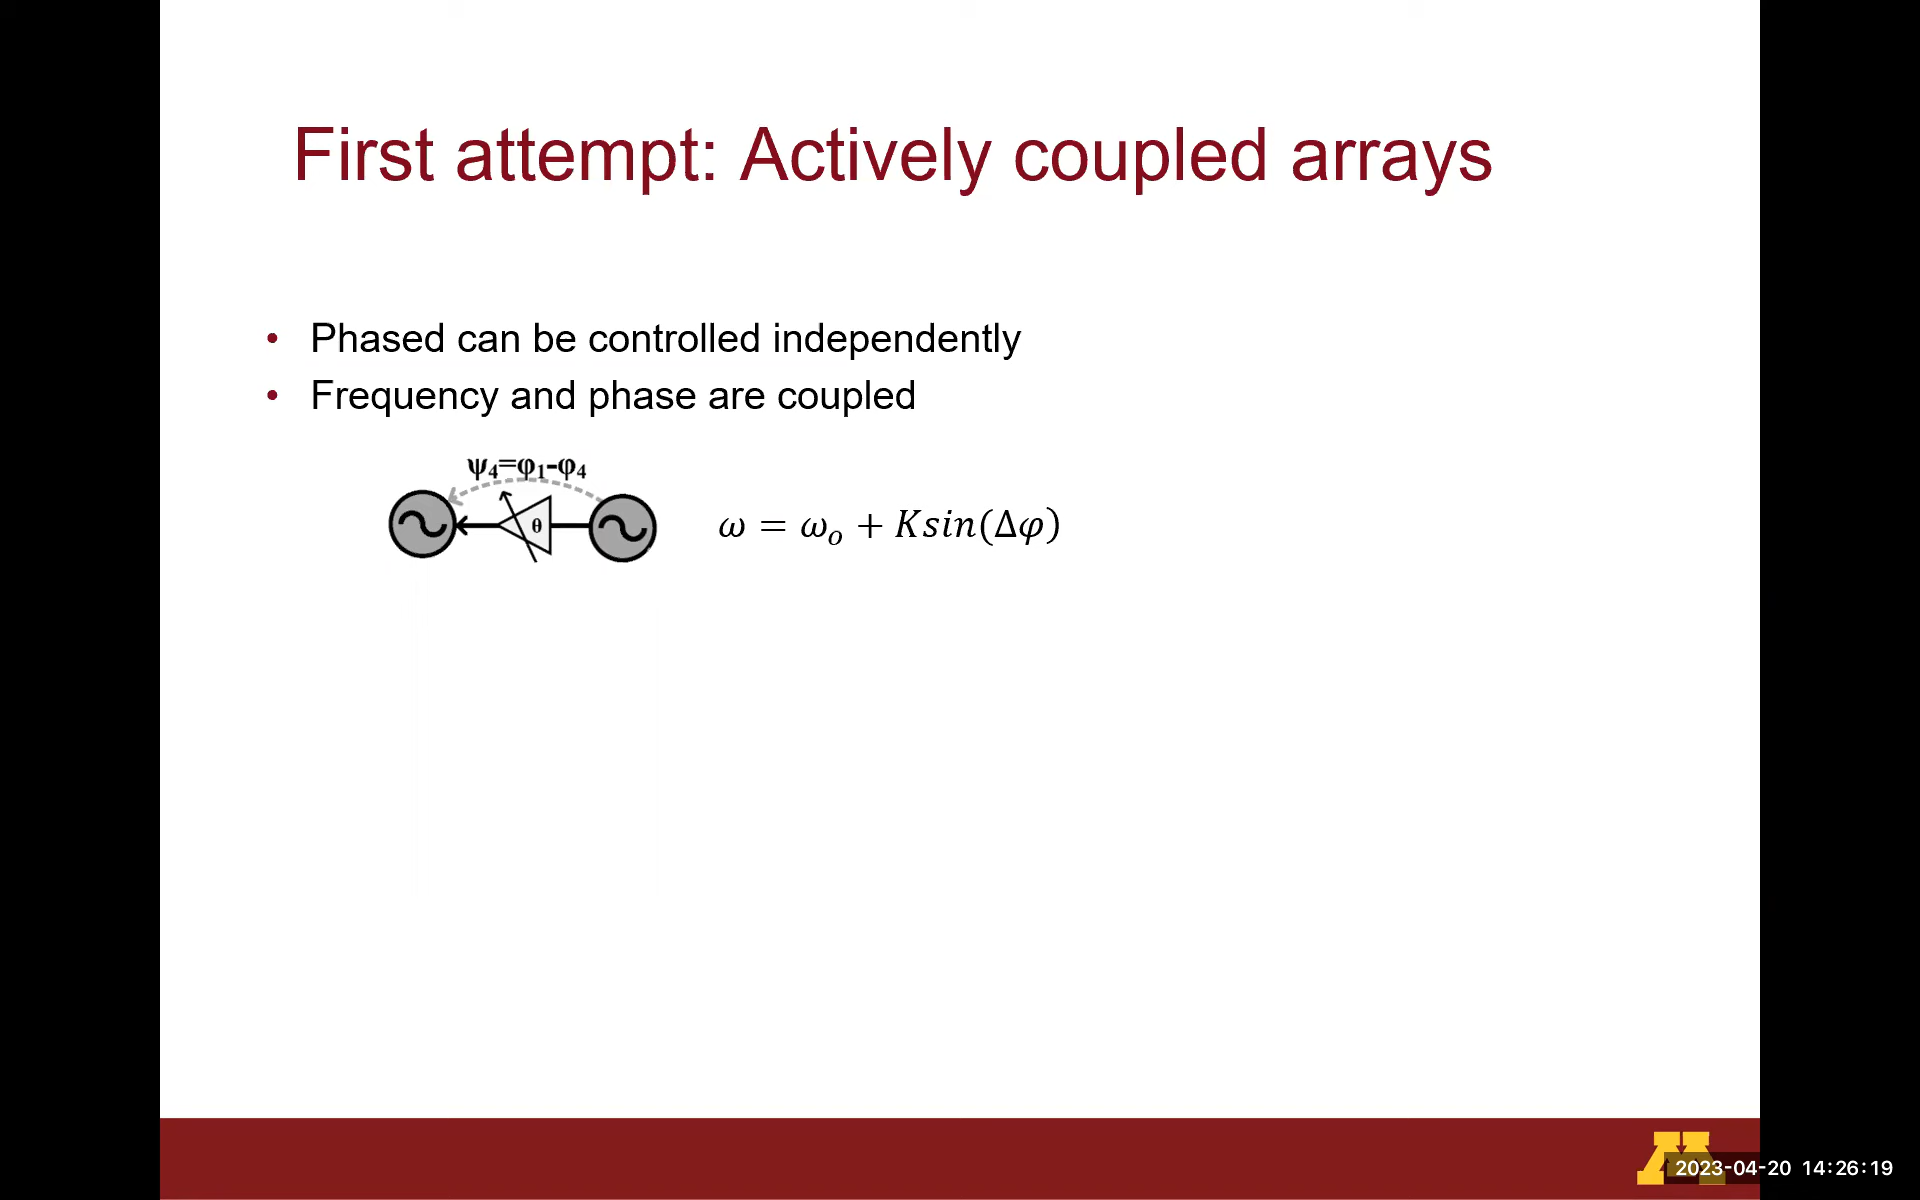 First attempt: Actively coupled arrays
• Phased can be controlled independently
• Frequency and phase are coupled
ψ₄=φ₁-φ₄
θ
ω = ωₒ + Ksin(Δφ)
M
2023-04-20 14:26:19